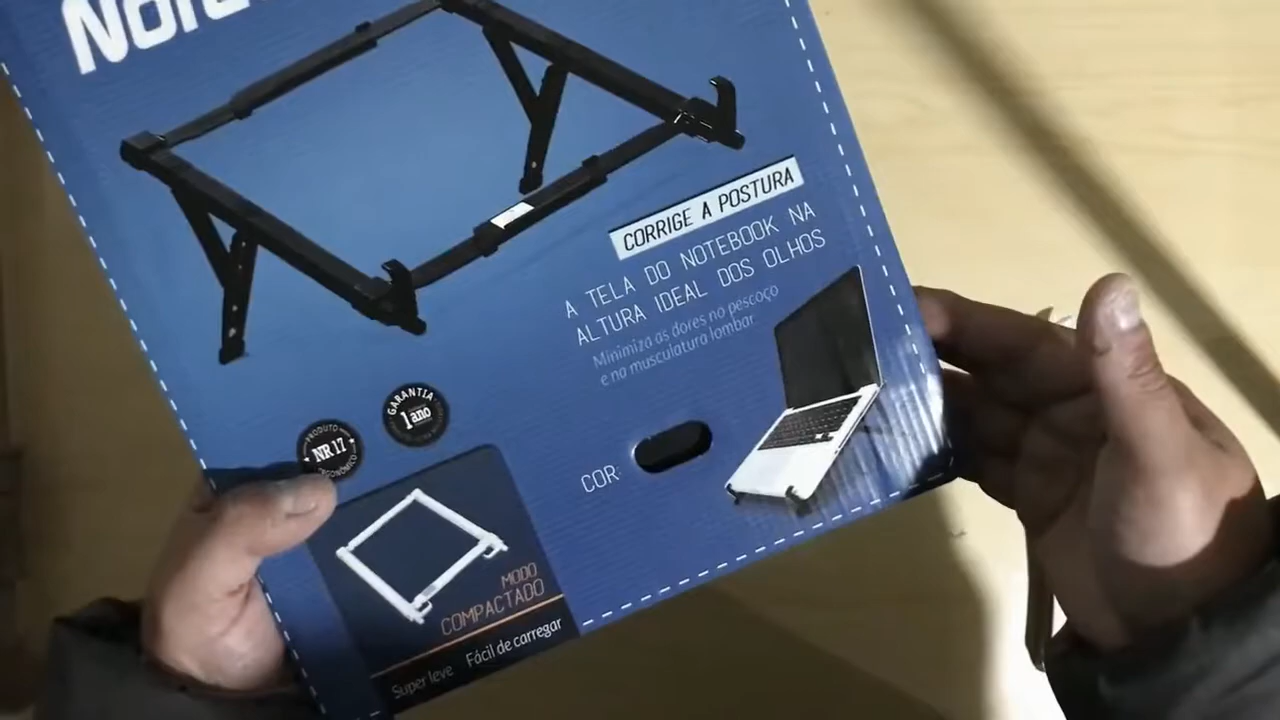 CORRIGE A POSTURA
A TELA DO NOTEBOOK NA
ALTURA IDEAL DOS OLHOS
Minimiza as dores no pescoço
e na musculatura lombar
GARANTIA
1 ano
PRODUTO
NR 17
COR:
MODO
COMPACTADO
Super leve Fácil de carregar